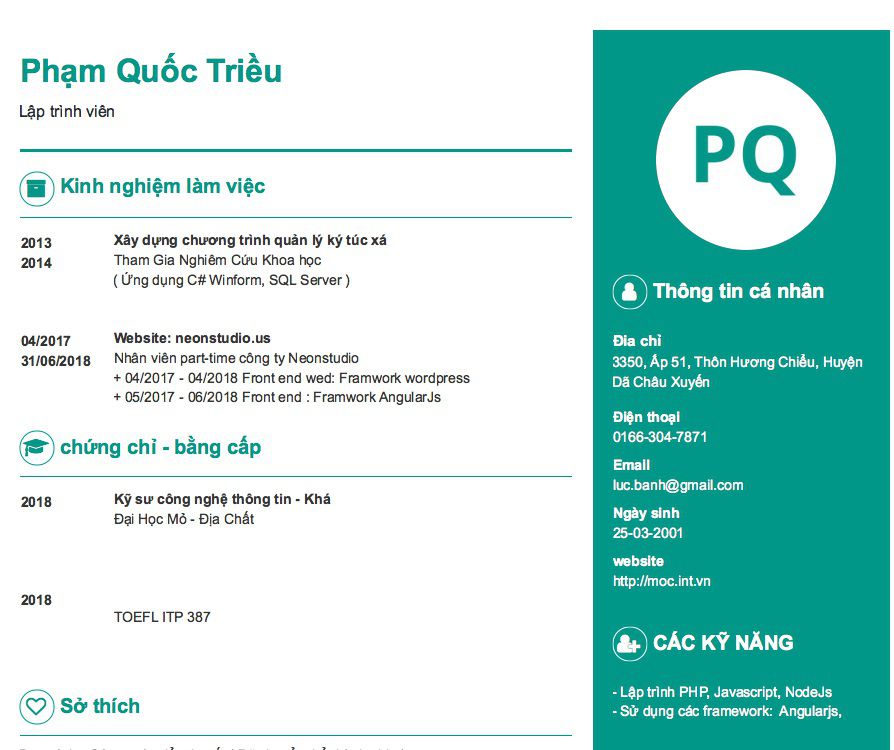 Phạm Quốc Triều
Lập trình viên
Kinh nghiệm làm việc
2013
2014
Xây dựng chương trình quản lý ký túc xá
Tham Gia Nghiêm Cứu Khoa học
( Ứng dụng C# Winform, SQL Server )
04/2017
31/06/2018
Website: neonstudio.us
Nhân viên part-time công ty Neonstudio
+ 04/2017 - 04/2018 Front end wed: Framwork wordpress
+ 05/2017 - 06/2018 Front end : Framwork AngularJs
chứng chỉ - bằng cấp
2018
Kỹ sư công nghệ thông tin - Khá
Đại Học Mỏ - Địa Chất
2018
TOEFL ITP 387
Sở thích
PQ
Thông tin cá nhân
Đia chỉ
3350, Ấp 51, Thôn Hương Chiểu, Huyện
Dã Châu Xuyến
Điện thoại
0166-304-7871
Email
luc.banh@gmail.com
Ngày sinh
25-03-2001
website
http://moc.int.vn
CÁC KỸ NĂNG
- Lập trình PHP, Javascript, NodeJs
- Sử dụng các framework: Angularjs,